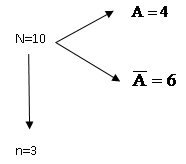 A = 4
N=10
A̅ = 6
n=3